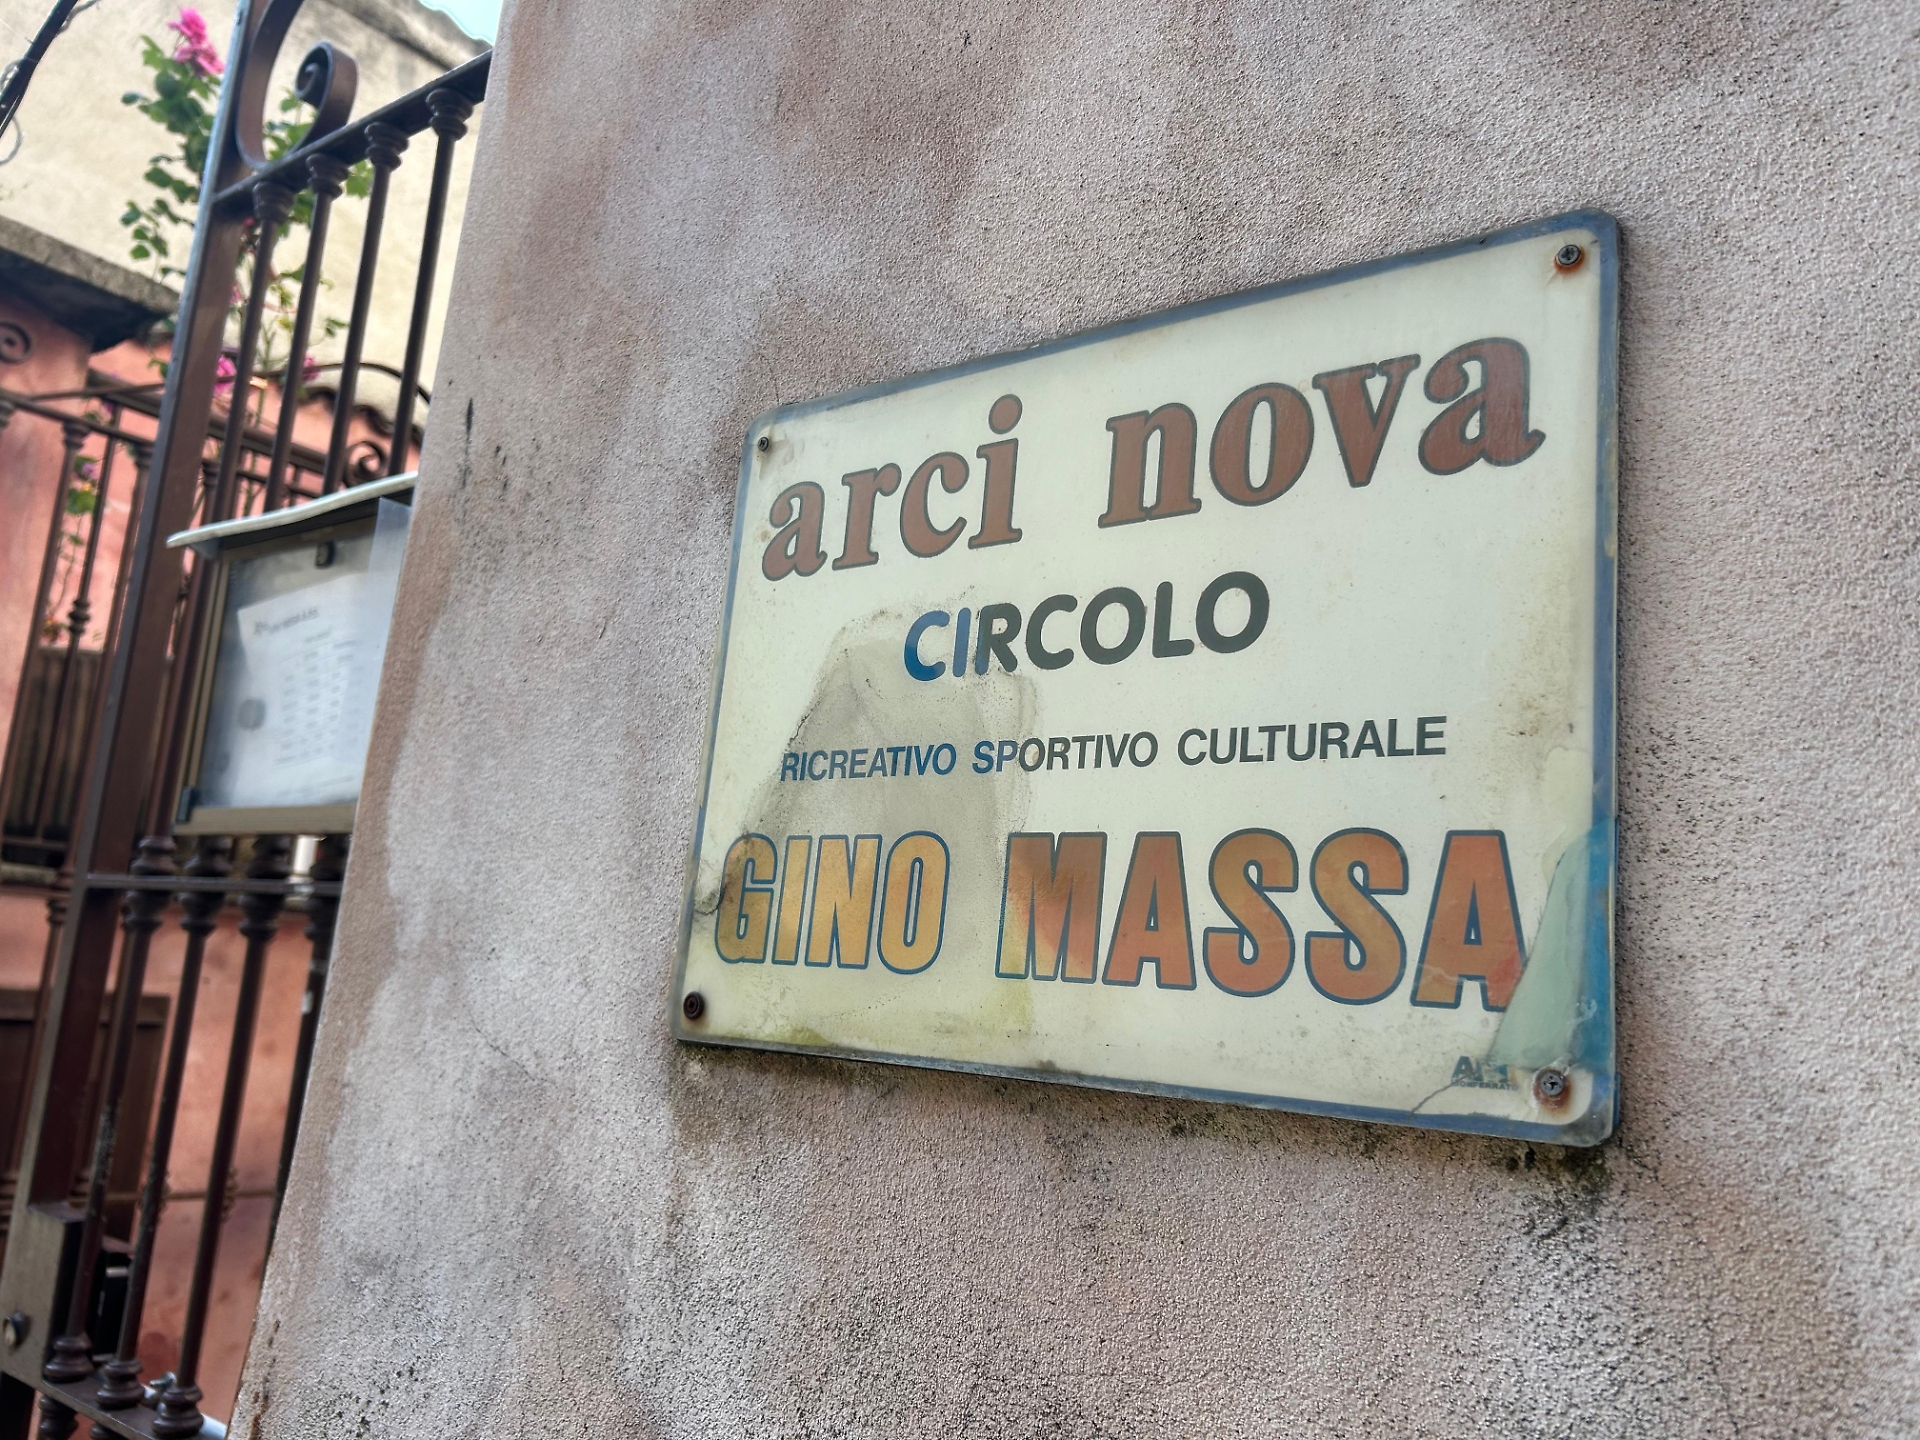 arci nova
CIRCOLO
RICREATIVO SPORTIVO CULTURALE
GINO MASSA